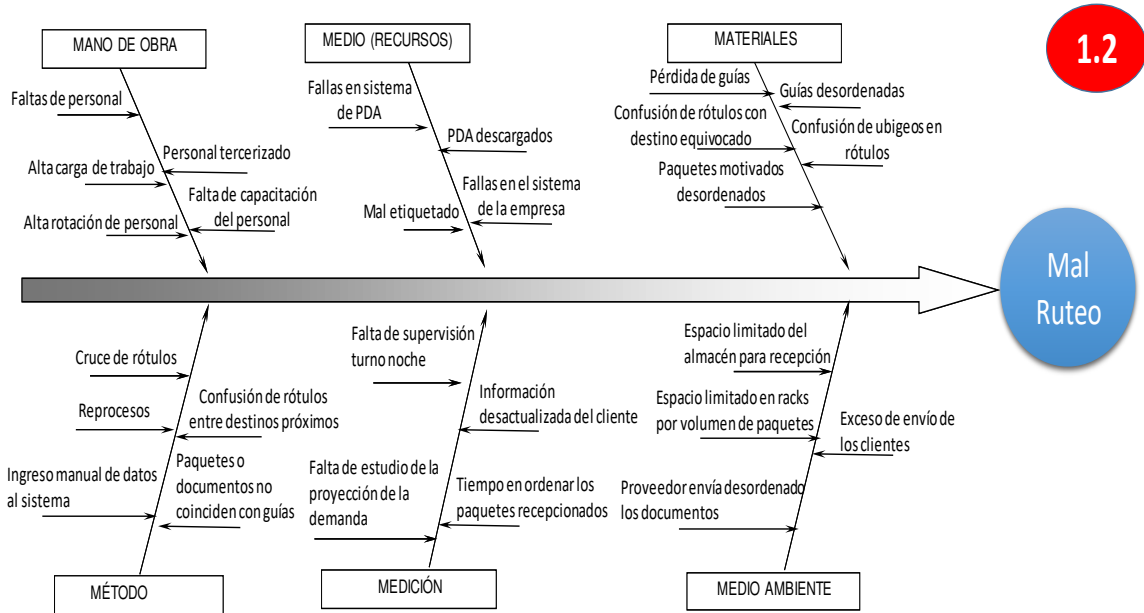 MANO DE OBRA
MEDIO (RECURSOS)
MATERIALES
1.2
Faltas de personal
Alta carga de trabajo
Personal tercerizado
Falta de capacitación
del personal
Alta rotación de personal
Fallas en sistema
de PDA
PDA descargados
Fallas en el sistema
de la empresa
Mal etiquetado
Pérdida de guías
Guías desordenadas
Confusión de rótulos con
destino equivocado
Confusión de ubigeos en
rótulos
Paquetes motivados
desordenados
Mal
Ruteo
Cruce de rótulos
Reprocesos
Confusión de rótulos
entre destinos próximos
Ingreso manual de datos
al sistema
Paquetes o
documentos no
coinciden con guías
Falta de supervisión
turno noche
Información
desactualizada del cliente
Falta de estudio de la
proyección de la
demanda
Tiempo en ordenar los
paquetes recepcionados
Espacio limitado del
almacén para recepción
Espacio limitado en racks
por volumen de paquetes
Exceso de envío de
los clientes
Proveedor envía desordenado
los documentos
MÉTODO
MEDICIÓN
MEDIO AMBIENTE